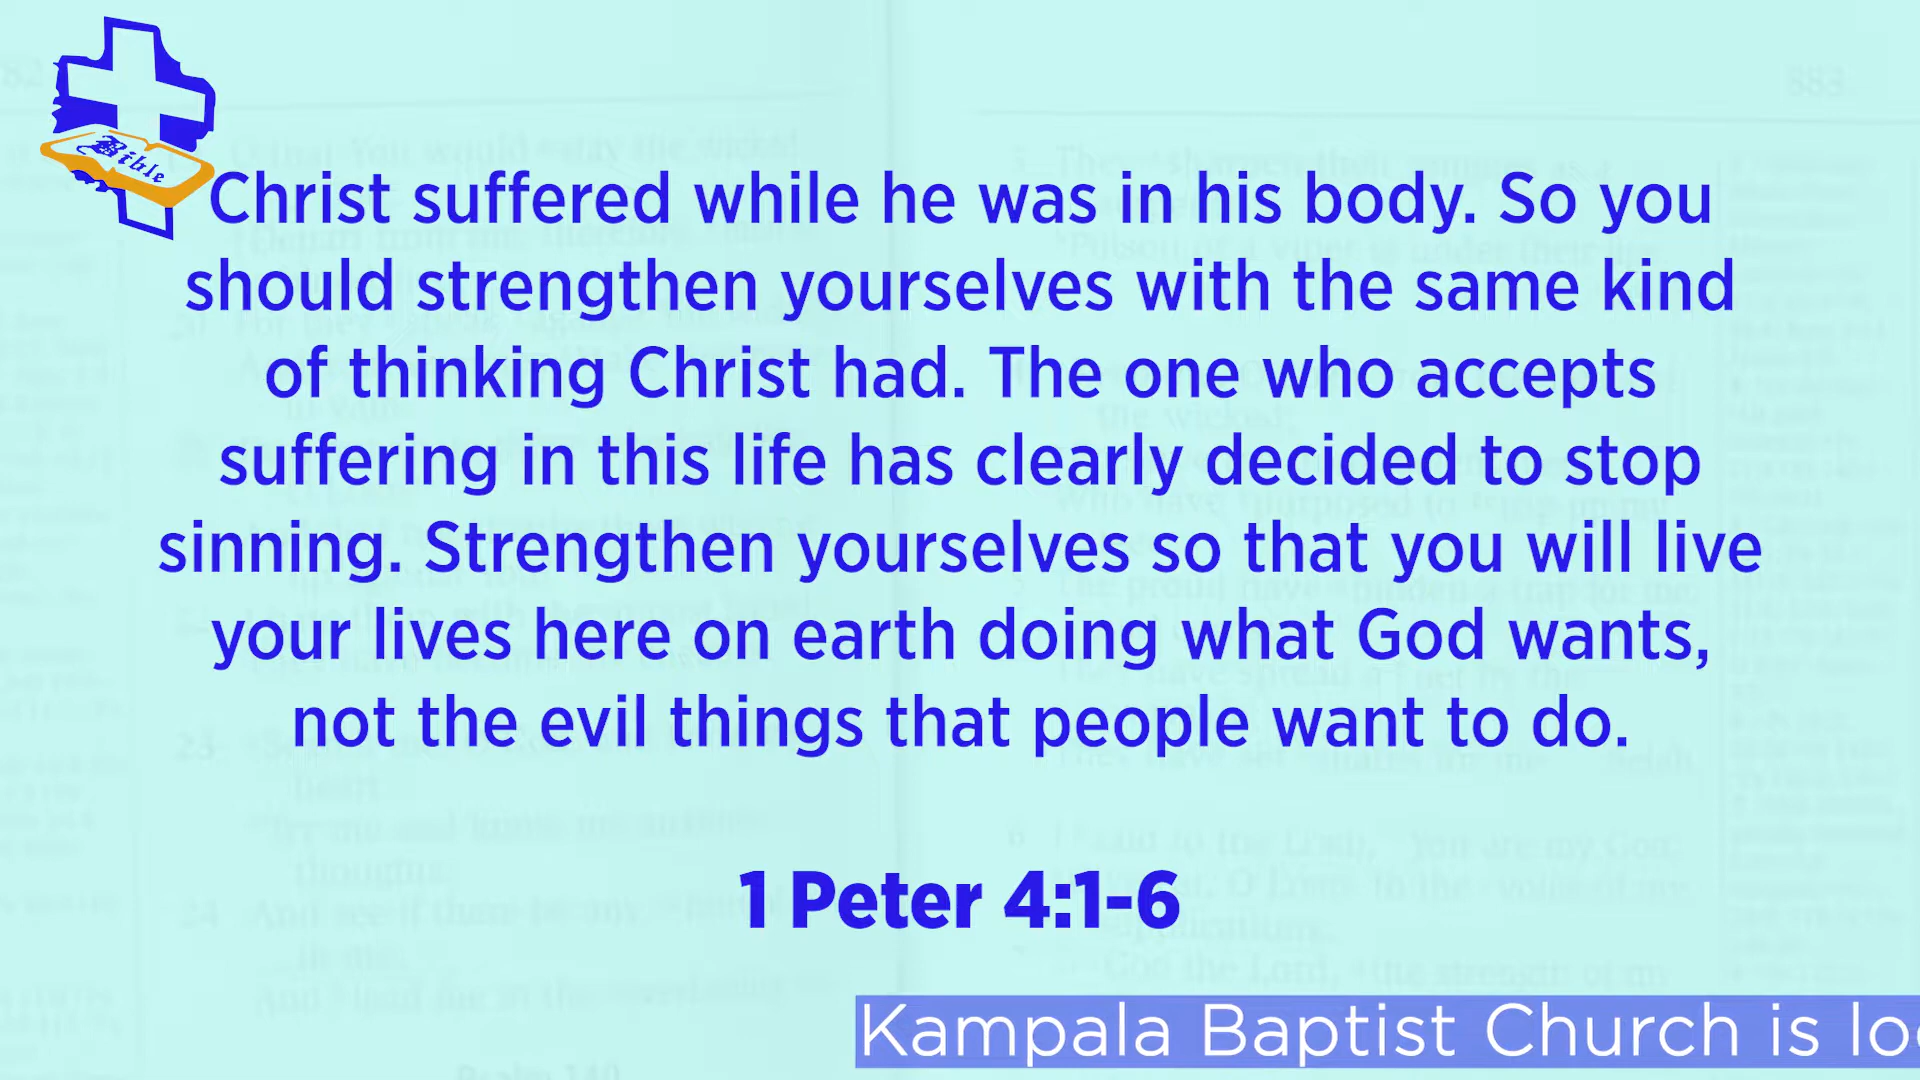 Bible
Christ suffered while he was in his body. So you
should strengthen yourselves with the same kind
of thinking Christ had. The one who accepts
suffering in this life has clearly decided to stop
sinning. Strengthen yourselves so that you will live
your lives here on earth doing what God wants,
not the evil things that people want to do.
1 Peter 4:1-6
Kampala Baptist Church is